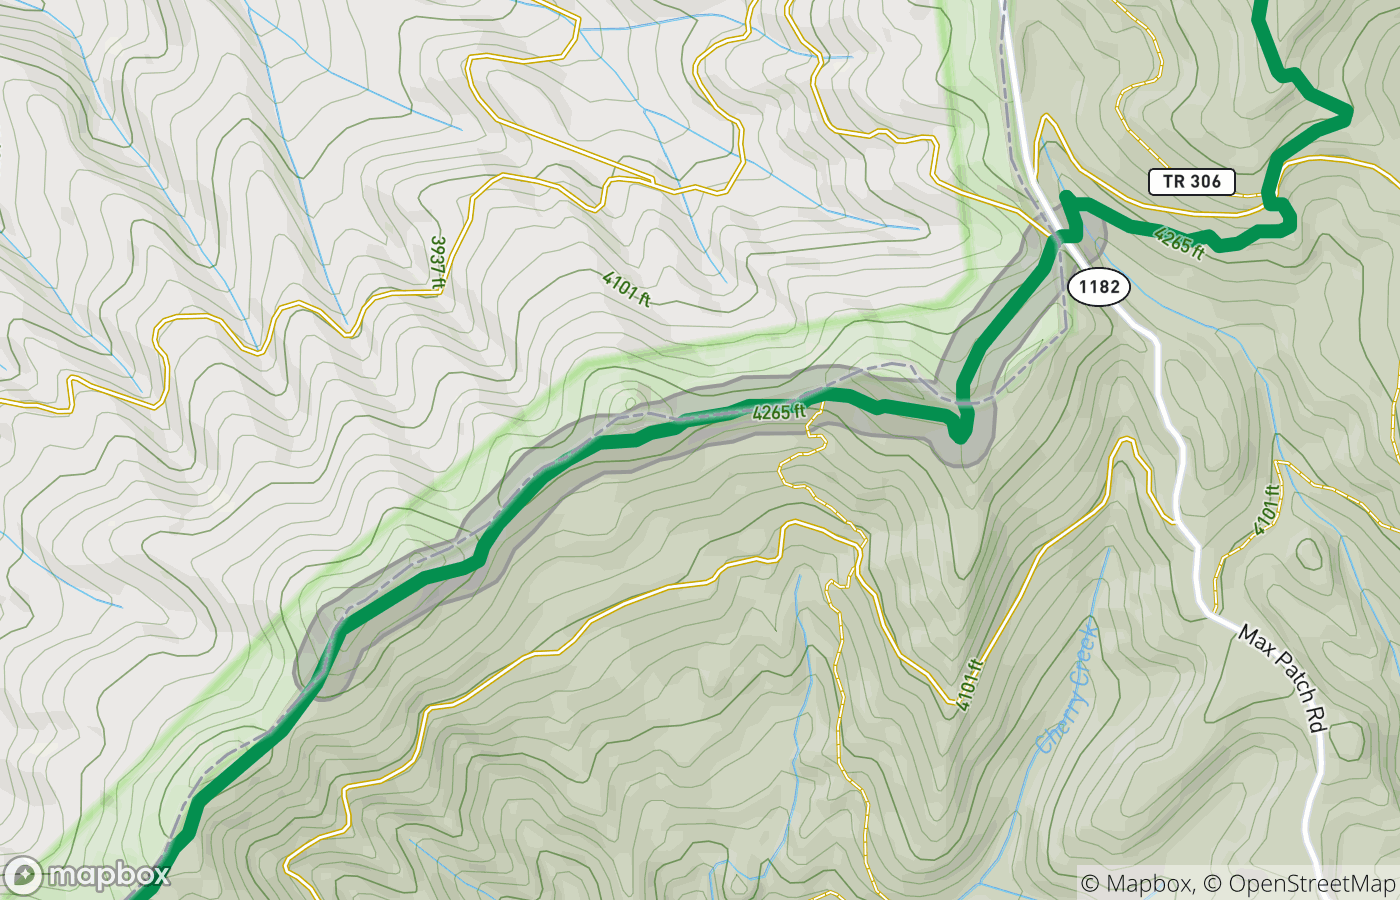 TR 306
4265 ft
3937 ft
4101 ft
1182
4265 ft
4101 ft
Max Patch Rd
Cherry Creek
4101 ft
mapbox
© Mapbox, © OpenStreetMap